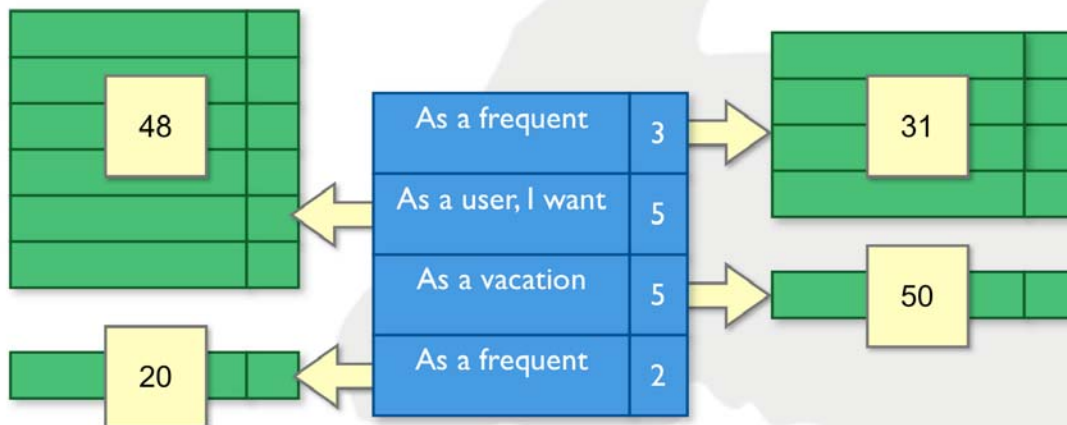 48
As a frequent 3
31
As a user, I want 5
As a vacation 5
50
As a frequent 2
20